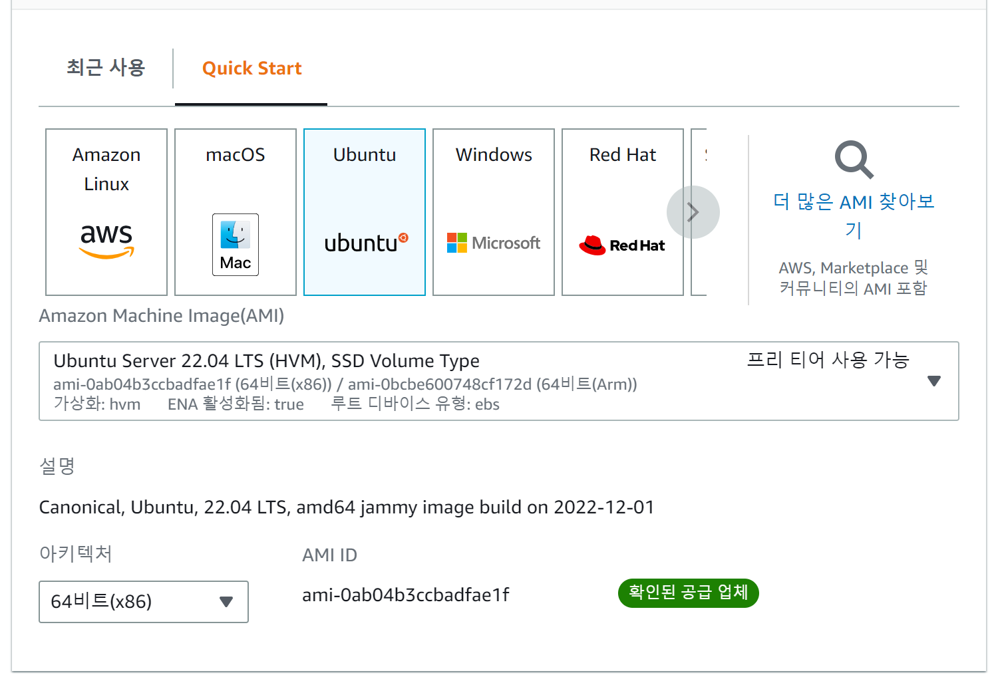 최근 사용
Quick Start
Amazon
Linux
aws
macOS
Mac
Ubuntu
ubuntu
Windows
Microsoft
Red Hat
Red Hat
더 많은 AMI 찾아보
기
AWS, Marketplace 및
커뮤니티의 AMI 포함
Amazon Machine Image(AMI)
Ubuntu Server 22.04 LTS (HVM), SSD Volume Type
프리 티어 사용 가능
ami-0ab04b3ccbadfae1f (64비트(x86)) / ami-0bcbe600748cf172d (64비트(Arm))
가상화: hvm ENA 활성화됨: true 루트 디바이스 유형: ebs
설명
Canonical, Ubuntu, 22.04 LTS, amd64 jammy image build on 2022-12-01
아키텍처
AMI ID
64비트(x86)
ami-0ab04b3ccbadfae1f
확인된 공급 업체